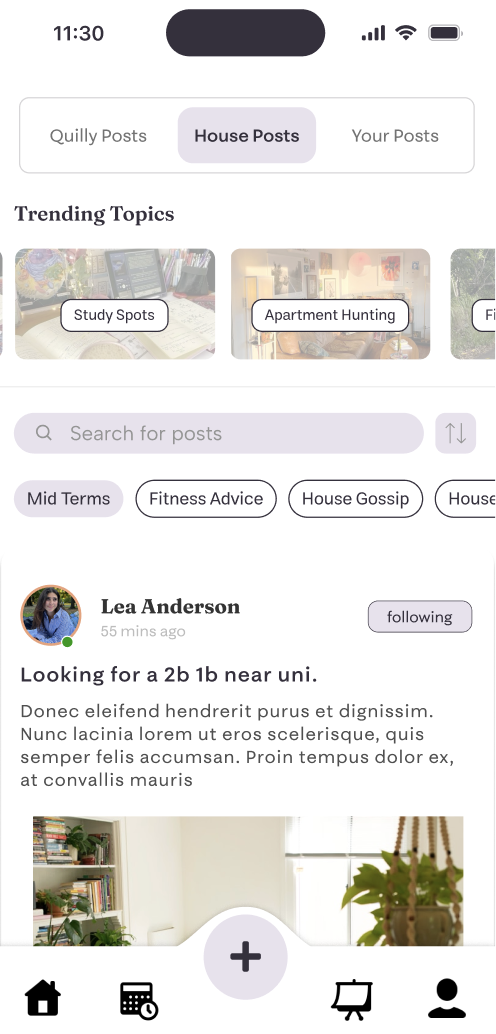 11:30
Quilly Posts
House Posts
Your Posts
Trending Topics
Study Spots
Apartment Hunting
Fi
Search for posts
Mid Terms
Fitness Advice
House Gossip
House
Lea Anderson
55 mins ago
following
Looking for a 2b 1b near uni.
Donec eleifend hendrerit purus et dignissim.
Nunc lacinia lorem ut eros scelerisque, quis
semper felis accumsan. Proin tempus dolor ex,
at convallis mauris